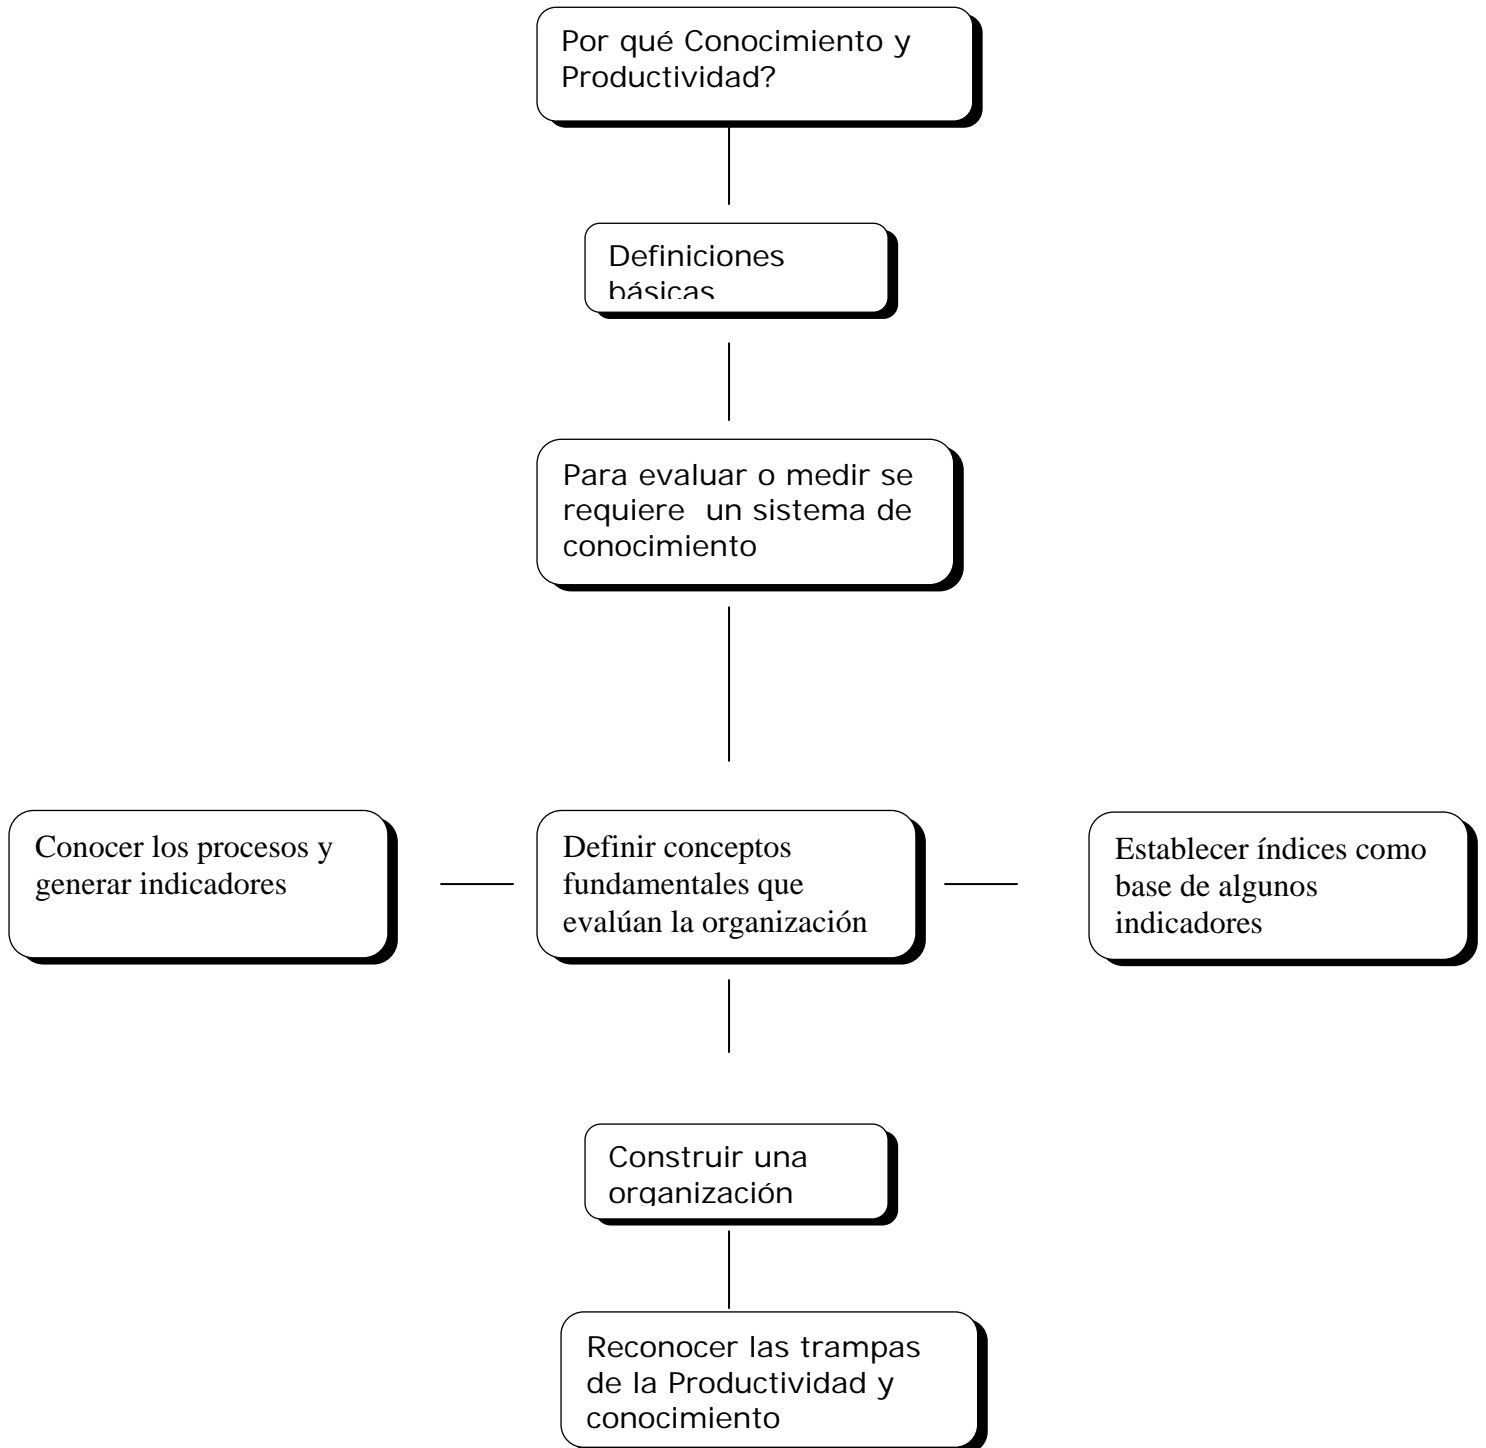 Por qué Conocimiento y
Productividad?
Definiciones
básicas
Para evaluar o medir se
requiere  un sistema de
conocimiento
Conocer los procesos y
generar indicadores
Definir conceptos
fundamentales que
evalúan la organización
Establecer índices como
base de algunos
indicadores
Construir una
organización
Reconocer las trampas
de la Productividad y
conocimiento